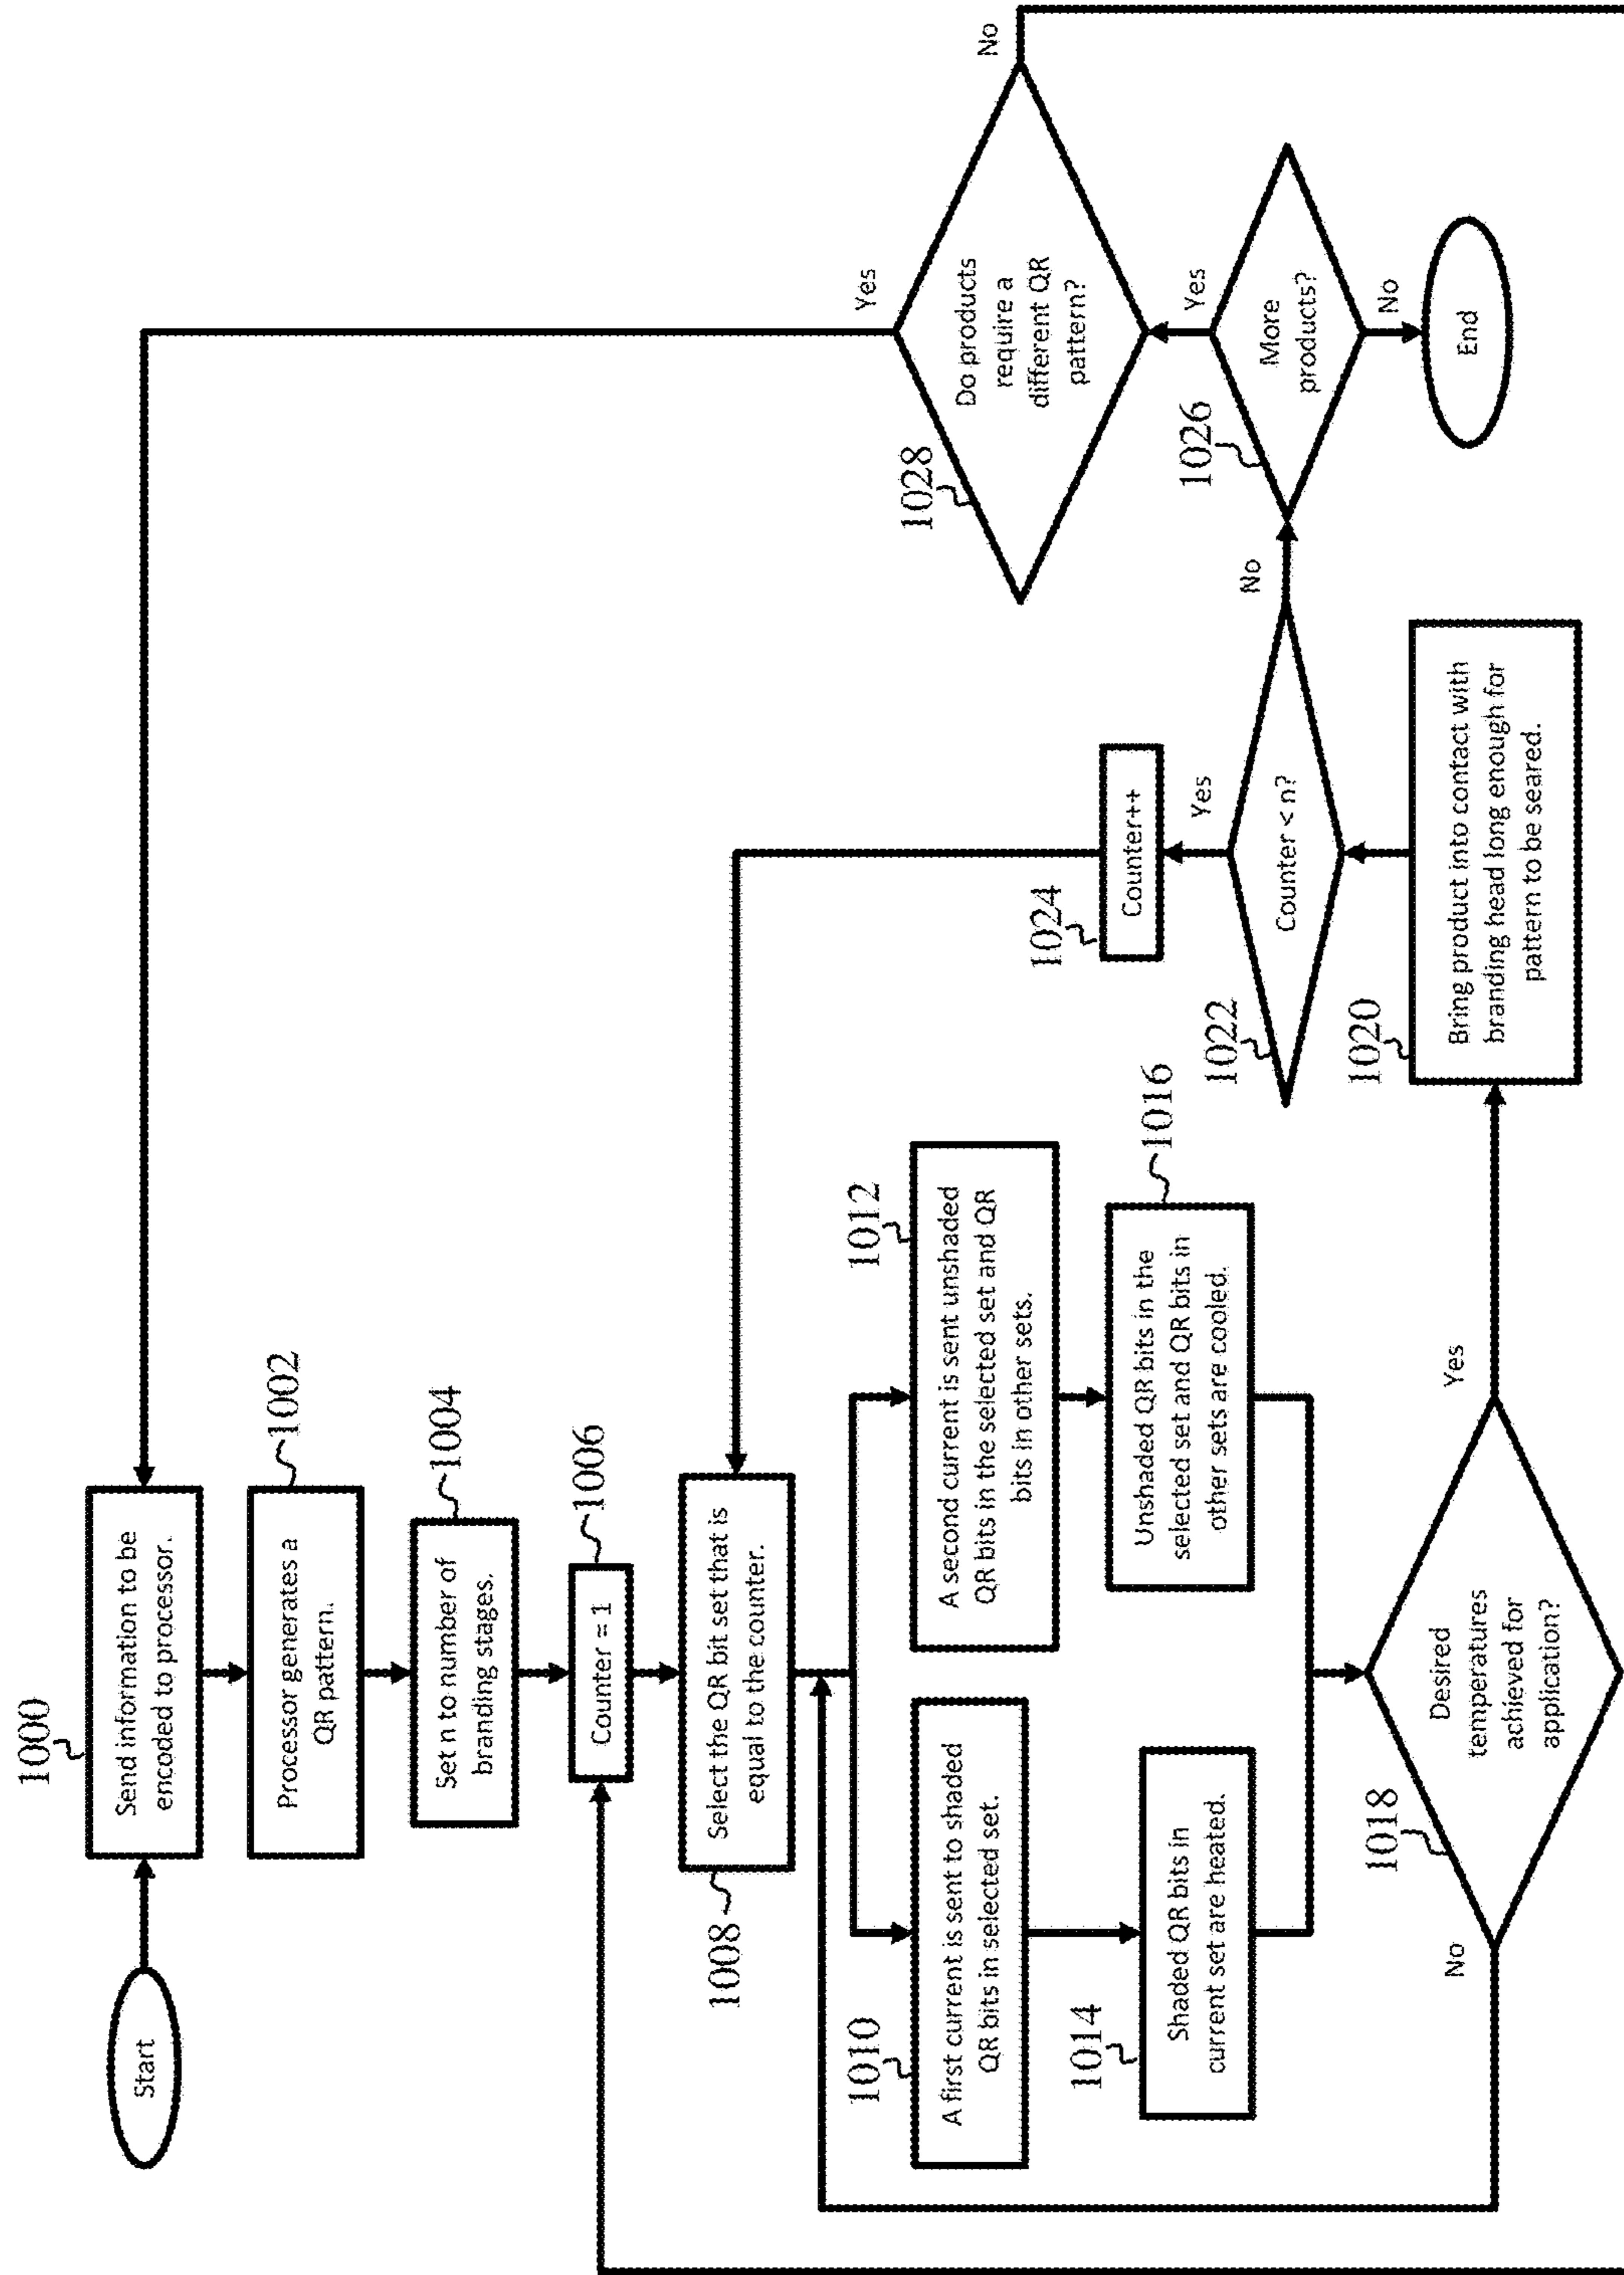 Start
1000
Send information to be
encoded to processor.
1002
Processor generates a
QR pattern.
1004
Set n to number of
branding stages.
1006
Counter = 1
1008
Select the QR bit set that is
equal to the counter.
1010
A first current is sent to shaded
QR bits in selected set.
1012
A second current is sent unshaded
QR bits in the selected set and QR
bits in other sets.
1014
Shaded QR bits in
current set are heated.
1016
Unshaded QR bits in the
selected set and QR bits in
other sets are cooled.
1018
Desired
temperatures
achieved for
application?
No
Yes
1020
Bring product into contact with
branding head long enough for
pattern to be seared.
1022
Counter < n?
Yes
No
1024
Counter++
1026
More
products?
Yes
No
1028
Do products
require a
different QR
pattern?
Yes
No
End